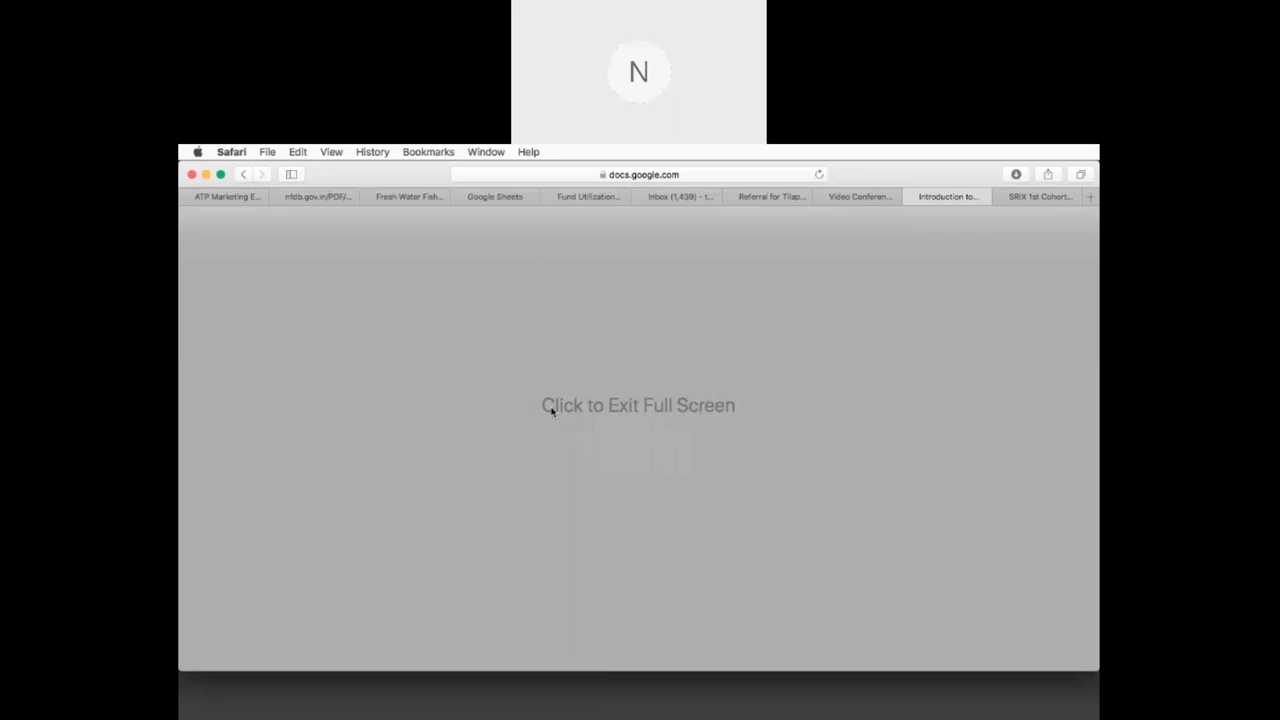 N
Safari File Edit View History Bookmarks Window Help
docs.google.com
ATP Marketing E... nfdb.gov.in/PDF/... Fresh Water Fish... Google Sheets Fund Utilization... Inbox (1,439) - t... Referral for Tilap... Video Conferen... Introduction to... SRiX 1st Cohort... +
Click to Exit Full Screen